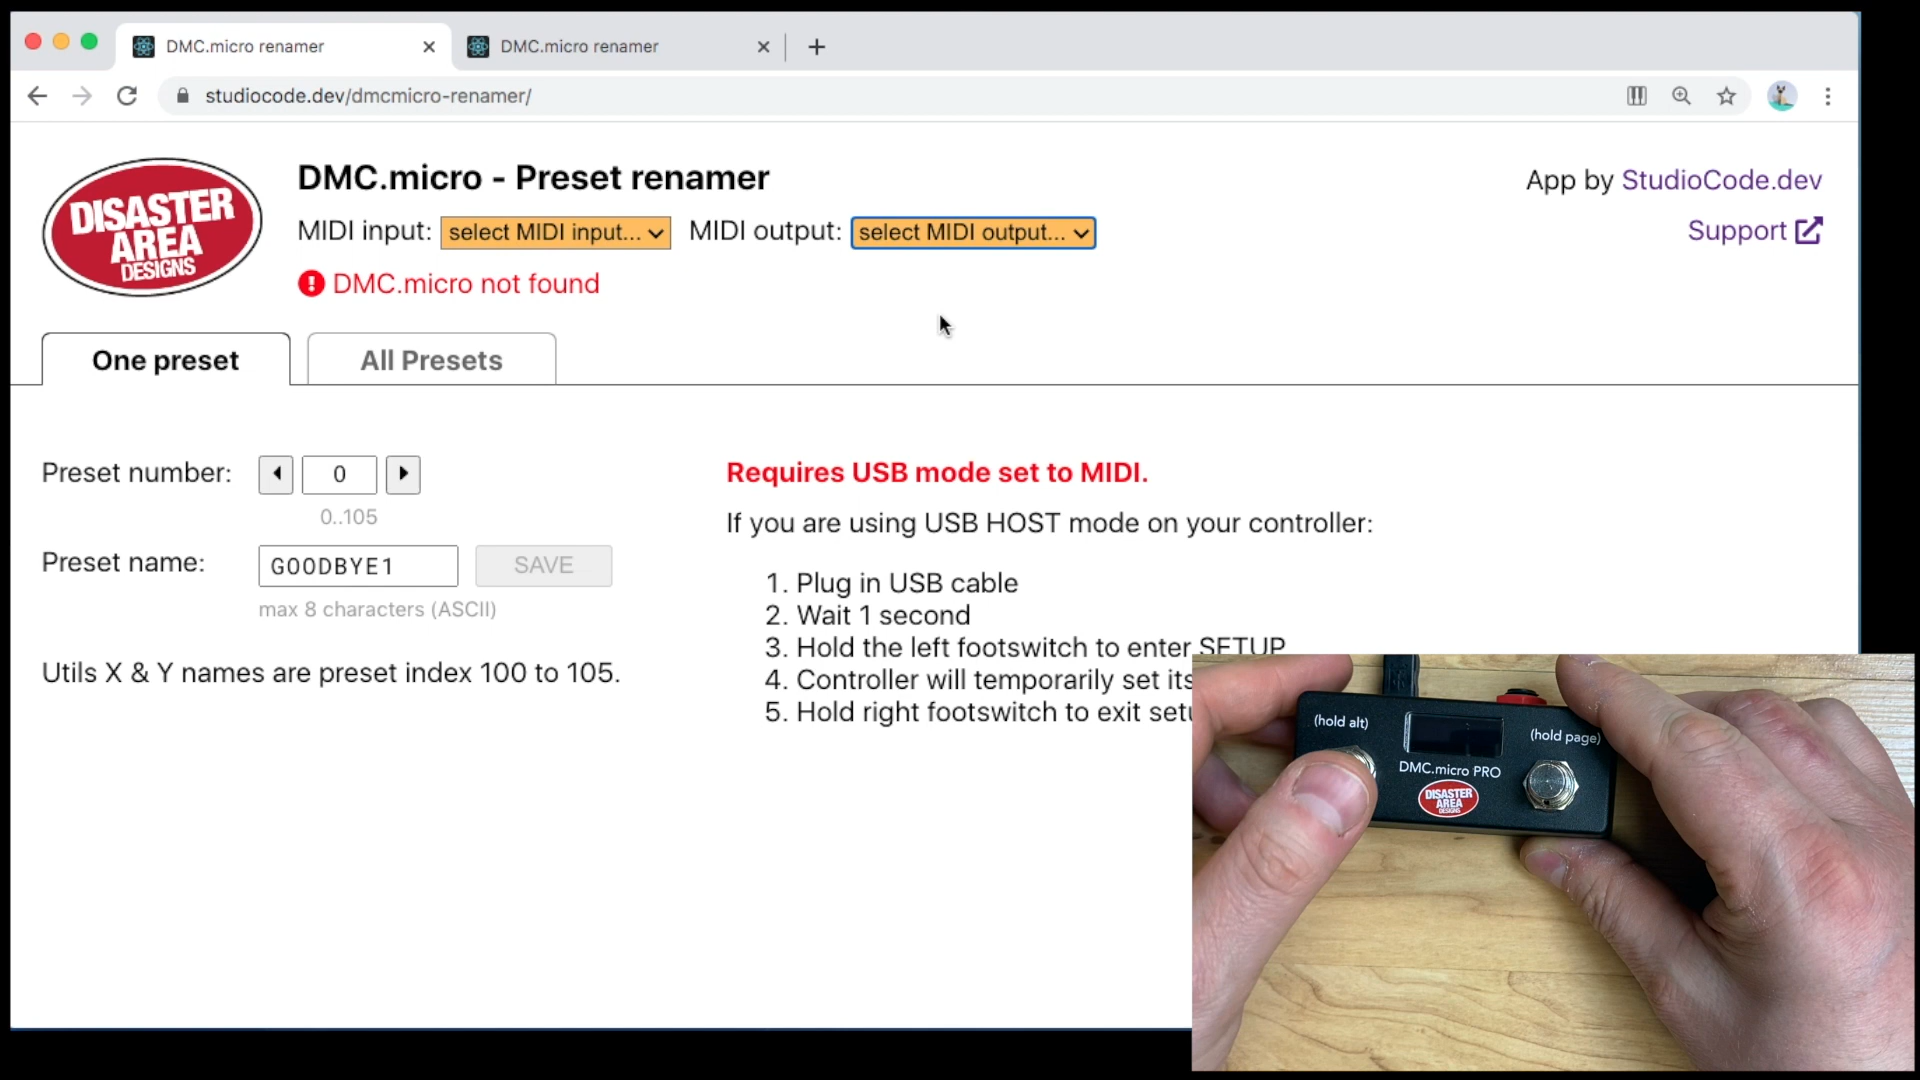 DMC.micro renamer
DMC.micro renamer
studiocode.dev/dmcmicro-renamer/
DISASTER
AREA
DESIGNS
DMC.micro - Preset renamer
MIDI input: select MIDI input... MIDI output: select MIDI output...
DMC.micro not found
App by StudioCode.dev
Support
One preset
All Presets
Preset number: 0
0..105
Preset name: GOODBYE1 SAVE
max 8 characters (ASCII)
Utils X & Y names are preset index 100 to 105.
Requires USB mode set to MIDI.
If you are using USB HOST mode on your controller:
1. Plug in USB cable
2. Wait 1 second
3. Hold the left footswitch to enter SETUP
4. Controller will temporarily set its
5. Hold right footswitch to exit setu
(hold alt)
(hold page)
DMC.micro PRO
DISASTER
AREA
DESIGNS